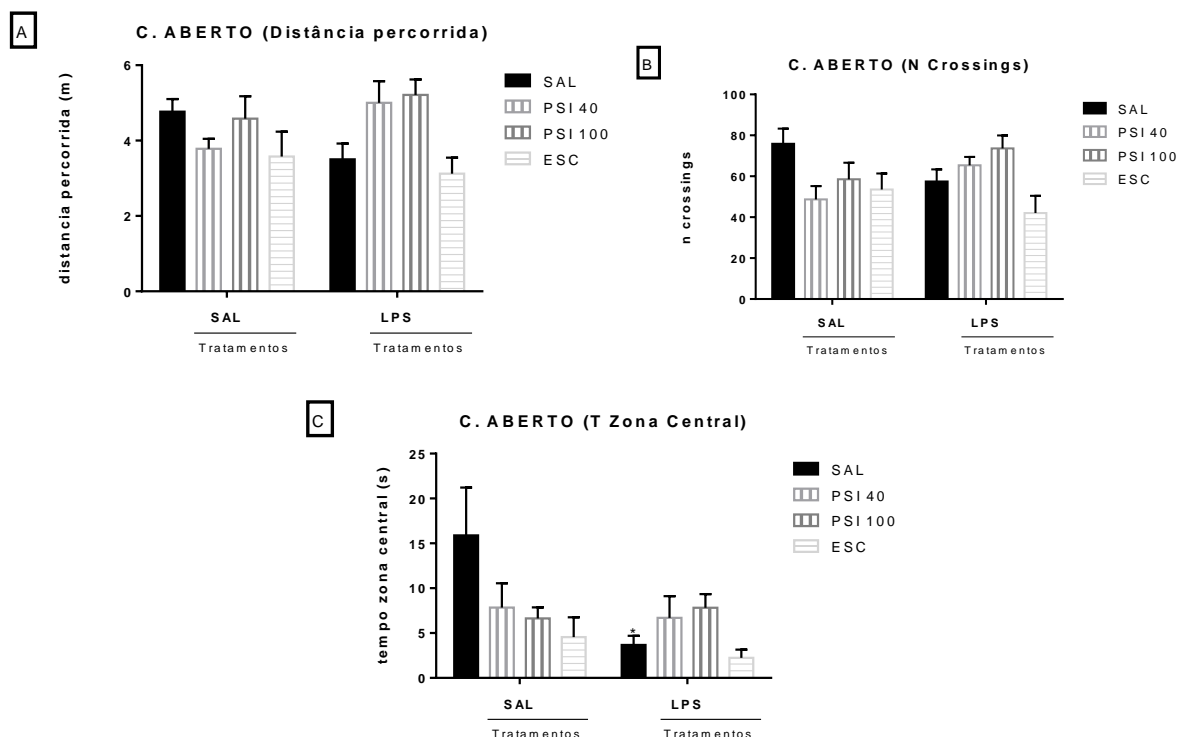 A
C. ABERTO (Distância percorrida)
distancia percorrida (m)
6
4
2
0
SAL
PSI 40
PSI 100
ESC
SAL
LPS
Tratamentos
Tratamentos
B
C. ABERTO (N Crossings)
n crossings
100
80
60
40
20
0
SAL
PSI 40
PSI 100
ESC
SAL
LPS
Tratamentos
Tratamentos
C
C. ABERTO (T Zona Central)
tempo zona central (s)
25
20
15
10
5
0
*
SAL
PSI 40
PSI 100
ESC
SAL
LPS
Tratamentos
Tratamentos